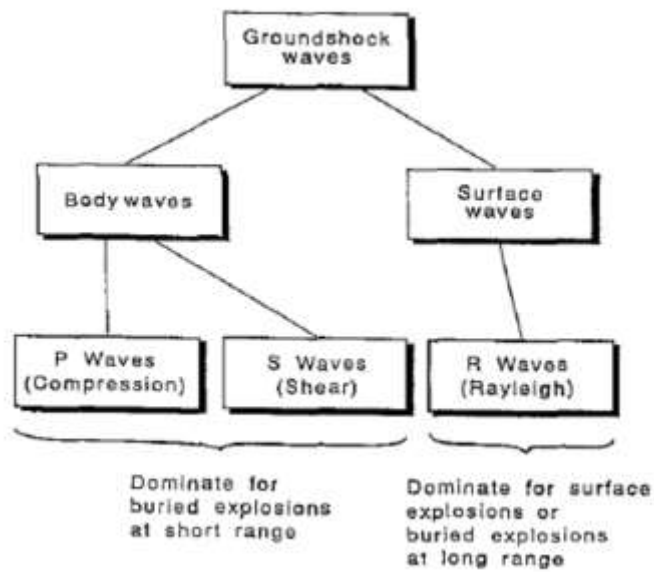 Groundshock
waves
Body waves
Surface
waves
P Waves
(Compression)
S Waves
(Shear)
R Waves
(Rayleigh)
Dominate for
buried explosions
at short range
Dominate for surface
explosions or
buried explosions
at long range